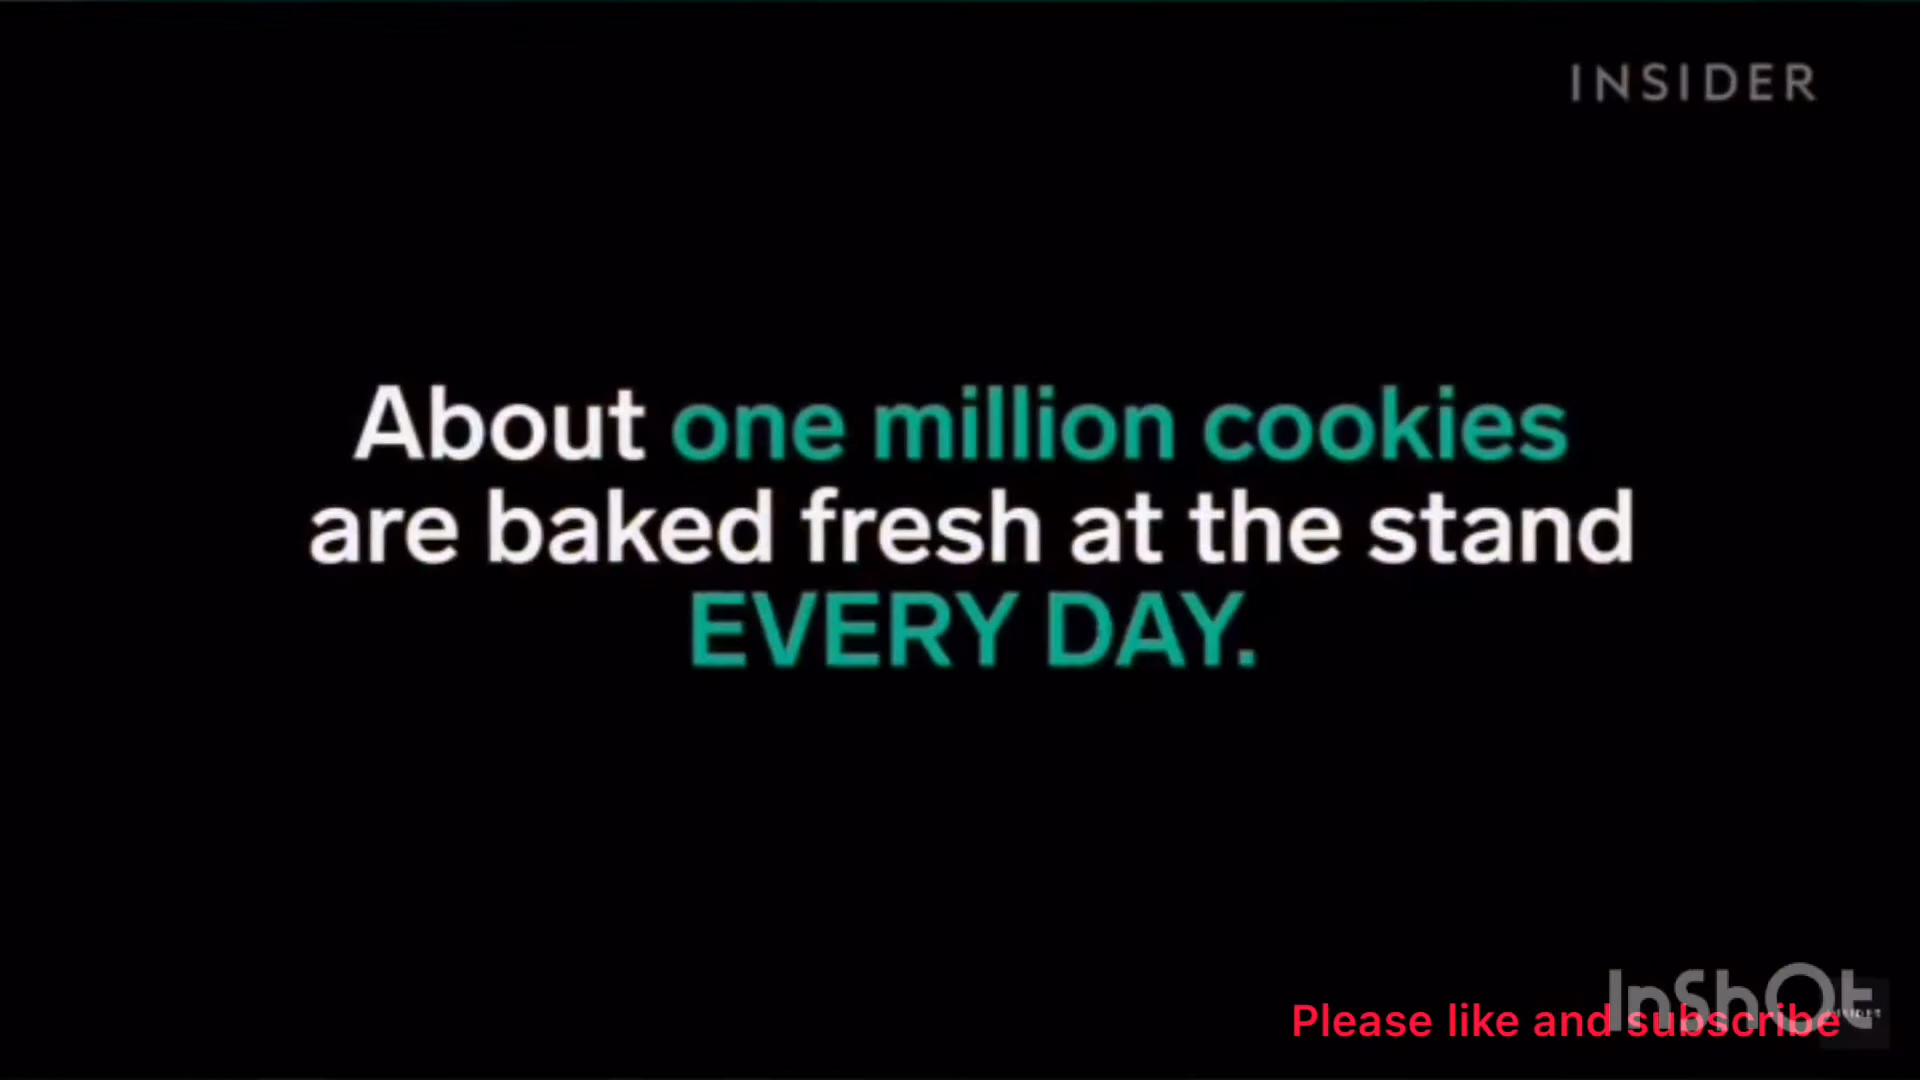 INSIDER
About one million cookies
are baked fresh at the stand
EVERY DAY.
InShOt
Please like and subscribe